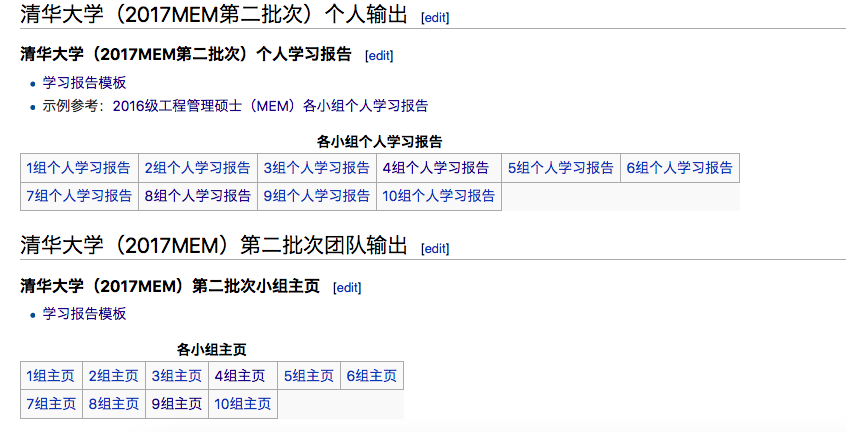 清华大学（2017MEM第二批次）个人输出 [edit]
清华大学（2017MEM第二批次）个人学习报告 [edit]
学习报告模板
示例参考：2016级工程管理硕士（MEM）各小组个人学习报告
各小组个人学习报告
1组个人学习报告 2组个人学习报告 3组个人学习报告 4组个人学习报告 5组个人学习报告 6组个人学习报告
7组个人学习报告 8组个人学习报告 9组个人学习报告 10组个人学习报告
清华大学（2017MEM）第二批次团队输出 [edit]
清华大学（2017MEM）第二批次小组主页 [edit]
学习报告模板
各小组主页
1组主页 2组主页 3组主页 4组主页 5组主页 6组主页
7组主页 8组主页 9组主页 10组主页